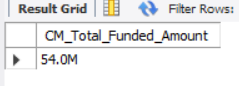 Result Grid Filter Rows:
CM_Total_Funded_Amount
54.0M